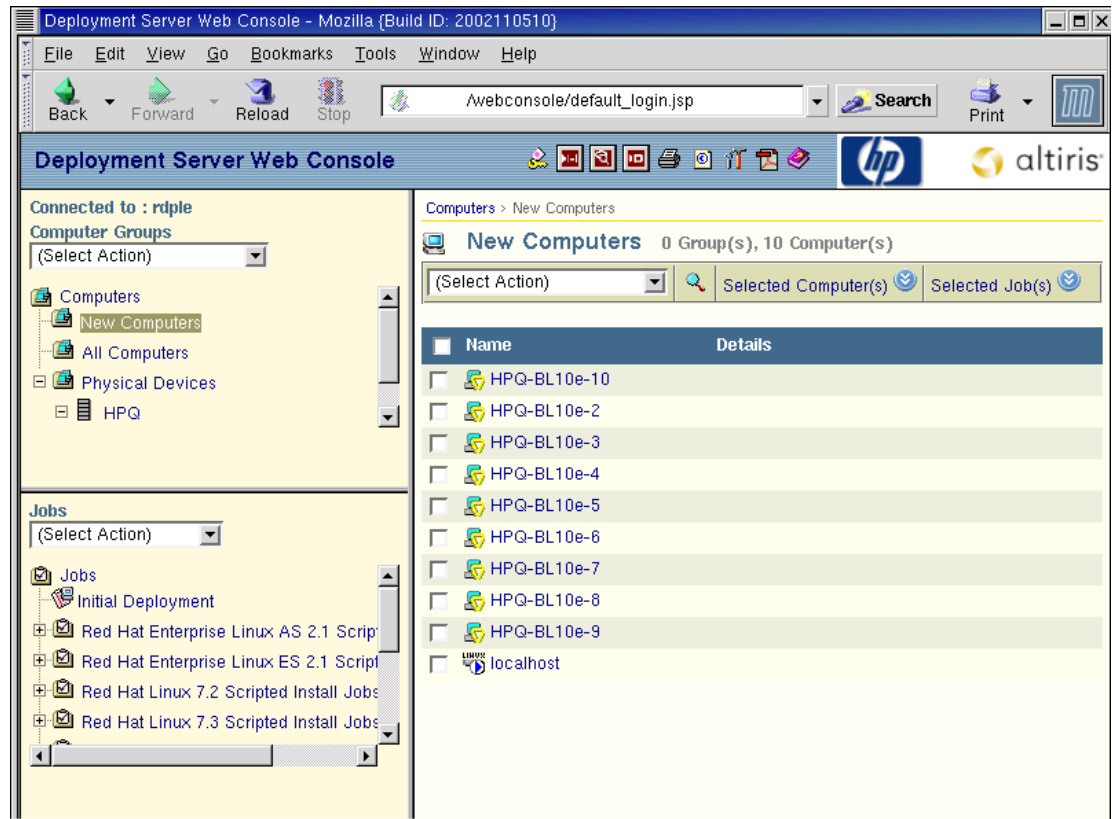 Deployment Server Web Console - Mozilla {Build ID: 2002110510}
File Edit View Go Bookmarks Tools Window Help
Back Forward Reload Stop /webconsole/default_login.jsp Search Print
Deployment Server Web Console hp altiris
Connected to : rdple
Computer Groups
(Select Action)
Computers
New Computers
All Computers
Physical Devices
HPQ
Jobs
(Select Action)
Jobs
Initial Deployment
Red Hat Enterprise Linux AS 2.1 Script
Red Hat Enterprise Linux ES 2.1 Script
Red Hat Linux 7.2 Scripted Install Jobs
Red Hat Linux 7.3 Scripted Install Jobs
Computers > New Computers
New Computers 0 Group(s), 10 Computer(s)
(Select Action) Selected Computer(s) Selected Job(s)
Name Details
HPQ-BL10e-10
HPQ-BL10e-2
HPQ-BL10e-3
HPQ-BL10e-4
HPQ-BL10e-5
HPQ-BL10e-6
HPQ-BL10e-7
HPQ-BL10e-8
HPQ-BL10e-9
LINUX localhost